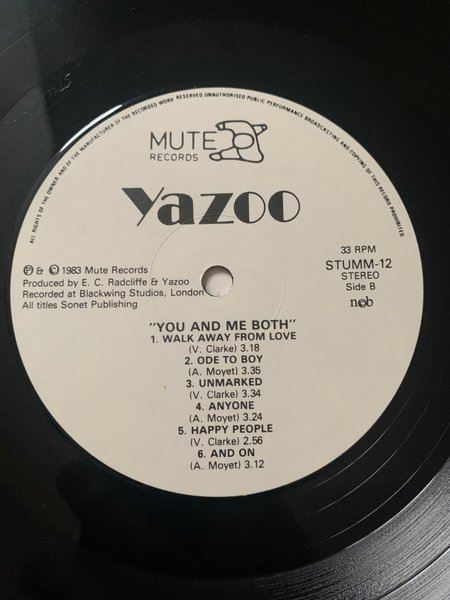 ALL RIGHTS OF THE OWNER AND OF THE MANUFACTURER OF THE RECORDED WORK RESERVED UNAUTHORISED PUBLIC PERFORMANCE BROADCASTING AND COPYING OF THIS RECORD PROHIBITED
MUTE
RECORDS
Yazoo
℗ & © 1983 Mute Records
Produced by E. C. Radcliffe & Yazoo
Recorded at Blackwing Studios, London
All titles Sonet Publishing
33 RPM
STUMM-12
STEREO
Side B
ncb
"YOU AND ME BOTH"
1. WALK AWAY FROM LOVE
(V. Clarke) 3.18
2. ODE TO BOY
(A. Moyet) 3.35
3. UNMARKED
(V. Clarke) 3.34
4. ANYONE
(A. Moyet) 3.24
5. HAPPY PEOPLE
(V. Clarke) 2.56
6. AND ON
(A. Moyet) 3.12